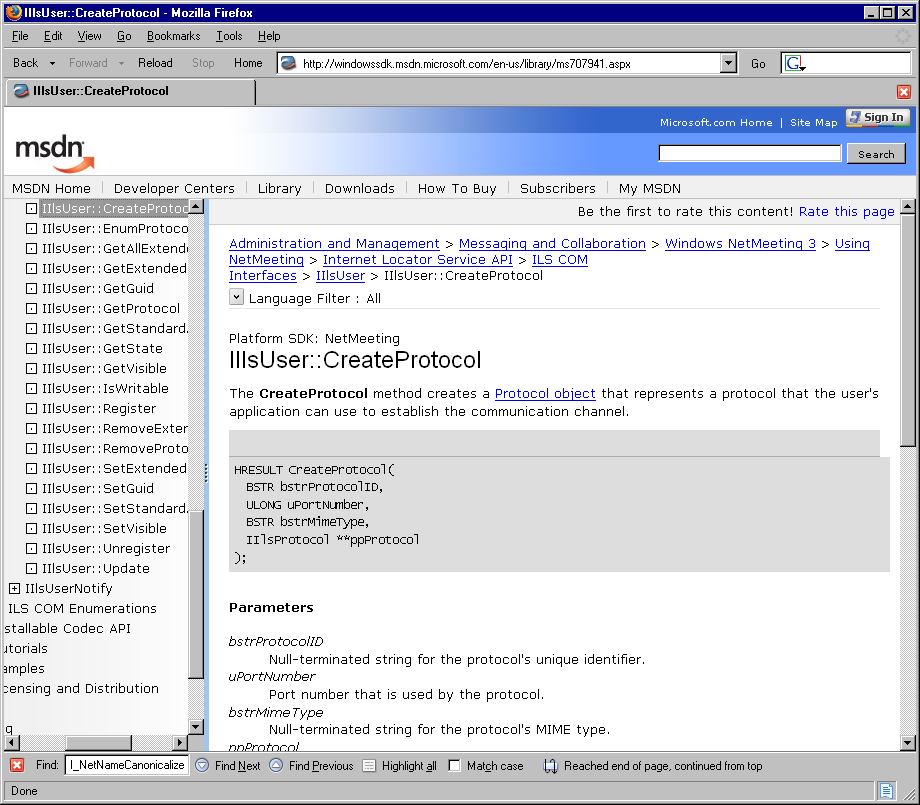 IIlsUser::CreateProtocol - Mozilla Firefox
File Edit View Go Bookmarks Tools Help
Back Forward Reload Stop Home http://windowssdk.msdn.microsoft.com/en-us/library/ms707941.aspx Go G
IIlsUser::CreateProtocol
Microsoft.com Home | Site Map Sign In
msdn
Search
MSDN Home Developer Centers Library Downloads How To Buy Subscribers My MSDN
IIlsUser::CreateProtoc
IIlsUser::EnumProtoco
IIlsUser::GetAllExtende
IIlsUser::GetExtended
IIlsUser::GetGuid
IIlsUser::GetProtocol
IIlsUser::GetStandard.
IIlsUser::GetState
IIlsUser::GetVisible
IIlsUser::IsWritable
IIlsUser::Register
IIlsUser::RemoveExter
IIlsUser::RemoveProto
IIlsUser::SetExtended
IIlsUser::SetGuid
IIlsUser::SetStandard.
IIlsUser::SetVisible
IIlsUser::Unregister
IIlsUser::Update
IIlsUserNotify
ILS COM Enumerations
stallable Codec API
utorials
amples
censing and Distribution
q
Be the first to rate this content! Rate this page
Administration and Management > Messaging and Collaboration > Windows NetMeeting 3 > Using
NetMeeting > Internet Locator Service API > ILS COM
Interfaces > IIlsUser > IIlsUser::CreateProtocol
Language Filter : All
Platform SDK: NetMeeting
IIlsUser::CreateProtocol
The CreateProtocol method creates a Protocol object that represents a protocol that the user's
application can use to establish the communication channel.
HRESULT CreateProtocol(
BSTR bstrProtocolID,
ULONG uPortNumber,
BSTR bstrMimeType,
IIlsProtocol **ppProtocol
);
Parameters
bstrProtocolID
Null-terminated string for the protocol's unique identifier.
uPortNumber
Port number that is used by the protocol.
bstrMimeType
Null-terminated string for the protocol's MIME type.
ppProtocol
Find: I_NetNameCanonicalize Find Next Find Previous Highlight all Match case Reached end of page, continued from top
Done